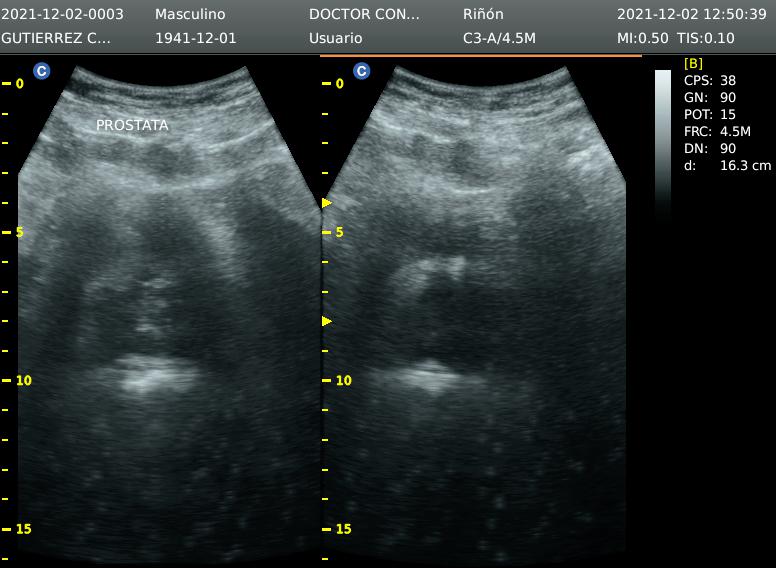 2021-12-02-0003 Masculino DOCTOR CON... Riñón 2021-12-02 12:50:39
GUTIERREZ C... 1941-12-01 Usuario C3-A/4.5M MI:0.50 TIS:0.10
C
C
[B]
CPS: 38
GN: 90
POT: 15
FRC: 4.5M
DN: 90
d: 16.3 cm
PROSTATA
0
5
10
15
0
5
10
15